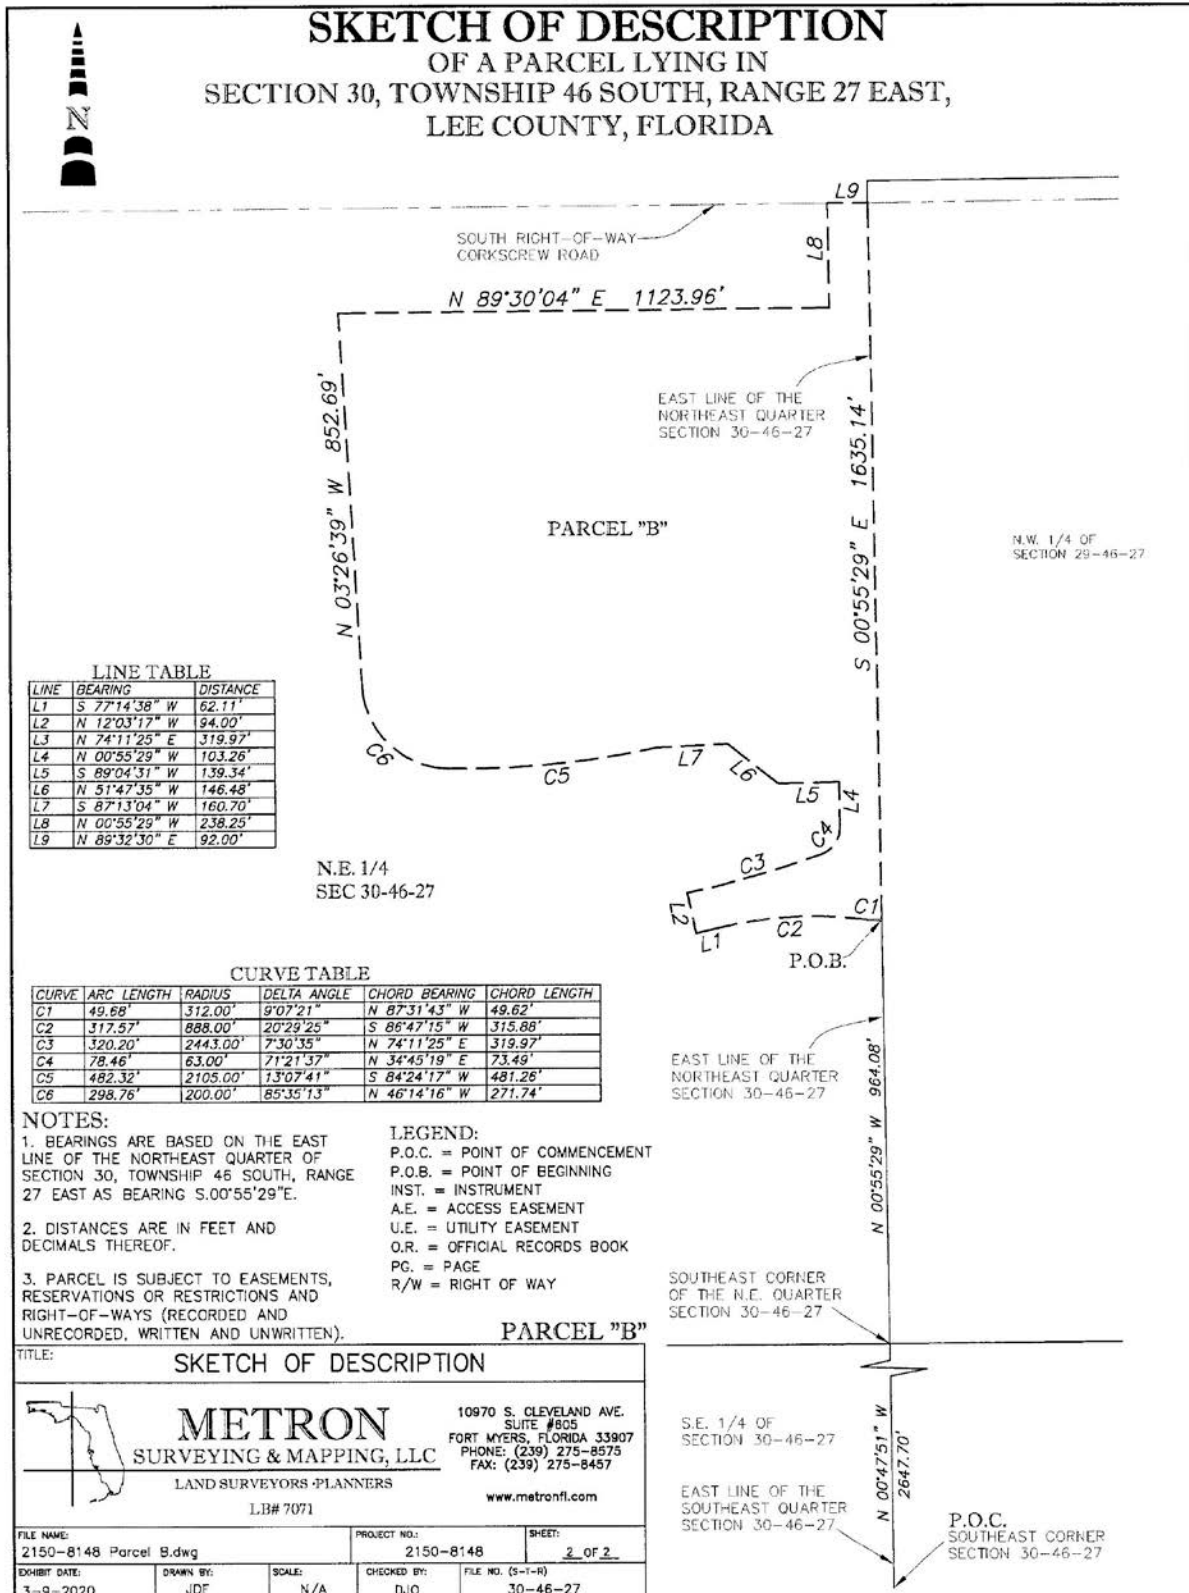 SKETCH OF DESCRIPTION
OF A PARCEL LYING IN
SECTION 30, TOWNSHIP 46 SOUTH, RANGE 27 EAST,
LEE COUNTY, FLORIDA
N
L9
SOUTH RIGHT-OF-WAY
CORKSCREW ROAD
L8
N 89°30'04" E 1123.96'
N 03°26'39" W 852.69'
EAST LINE OF THE
NORTHEAST QUARTER
SECTION 30-46-27
S 00°55'29" E 1635.14'
PARCEL "B"
N.W. 1/4 OF
SECTION 29-46-27
LINE TABLE
LINE BEARING DISTANCE
L1 S 77°14'38" W 62.11'
L2 N 12°03'17" W 94.00'
L3 N 74°11'25" E 319.97'
L4 N 00°55'29" W 103.26'
L5 S 89°04'31" W 139.34'
L6 N 51°47'35" W 146.48'
L7 S 87°13'04" W 160.70'
L8 N 00°55'29" W 238.25'
L9 N 89°32'30" E 92.00'
C6
C5
L7
L6
L5
L4
C4
C3
L2
L1
C2
C1
P.O.B.
N.E. 1/4
SEC 30-46-27
CURVE TABLE
CURVE ARC LENGTH RADIUS DELTA ANGLE CHORD BEARING CHORD LENGTH
C1 49.68' 312.00' 9°07'21" N 87°31'43" W 49.62'
C2 317.57' 888.00' 20°29'25" S 86°47'15" W 315.88'
C3 320.20' 2443.00' 7°30'35" N 74°11'25" E 319.97'
C4 78.46' 63.00' 71°21'37" N 34°45'19" E 73.49'
C5 482.32' 2105.00' 13°07'41" S 84°24'17" W 481.26'
C6 298.76' 200.00' 85°35'13" N 46°14'16" W 271.74'
EAST LINE OF THE
NORTHEAST QUARTER
SECTION 30-46-27
N 00°55'29" W 964.08'
NOTES:
1. BEARINGS ARE BASED ON THE EAST
LINE OF THE NORTHEAST QUARTER OF
SECTION 30, TOWNSHIP 46 SOUTH, RANGE
27 EAST AS BEARING S.00°55'29"E.
2. DISTANCES ARE IN FEET AND
DECIMALS THEREOF.
3. PARCEL IS SUBJECT TO EASEMENTS,
RESERVATIONS OR RESTRICTIONS AND
RIGHT-OF-WAYS (RECORDED AND
UNRECORDED, WRITTEN AND UNWRITTEN).
LEGEND:
P.O.C. = POINT OF COMMENCEMENT
P.O.B. = POINT OF BEGINNING
INST. = INSTRUMENT
A.E. = ACCESS EASEMENT
U.E. = UTILITY EASEMENT
O.R. = OFFICIAL RECORDS BOOK
PG. = PAGE
R/W = RIGHT OF WAY
PARCEL "B"
SOUTHEAST CORNER
OF THE N.E. QUARTER
SECTION 30-46-27
TITLE:
SKETCH OF DESCRIPTION
METRON
SURVEYING & MAPPING, LLC
LAND SURVEYORS·PLANNERS
LB# 7071
10970 S. CLEVELAND AVE.
SUITE #605
FORT MYERS, FLORIDA 33907
PHONE: (239) 275-8575
FAX: (239) 275-8457
www.metronfl.com
FILE NAME:
2150-8148 Parcel B.dwg
PROJECT NO.:
2150-8148
SHEET:
2 OF 2
EXHIBIT DATE:
3-9-2020
DRAWN BY:
JDE
SCALE:
N/A
CHECKED BY:
DJO
FILE NO. (S-T-R)
30-46-27
S.E. 1/4 OF
SECTION 30-46-27
EAST LINE OF THE
SOUTHEAST QUARTER
SECTION 30-46-27
N 00°47'51" W
2647.70'
P.O.C.
SOUTHEAST CORNER
SECTION 30-46-27